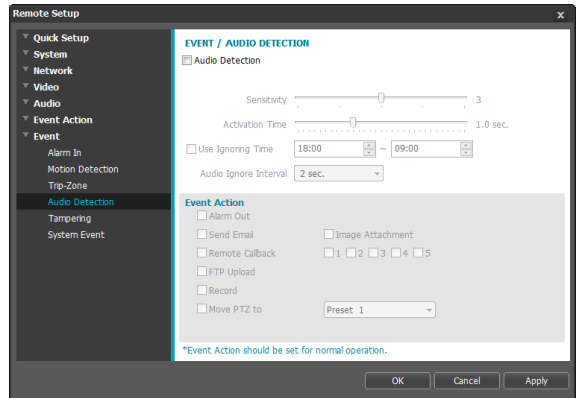 Remote Setup x
Quick Setup
System
Network
Video
Audio
Event Action
Event
Alarm In
Motion Detection
Trip-Zone
Audio Detection
Tampering
System Event
EVENT / AUDIO DETECTION
Audio Detection
Sensitivity 3
Activation Time 1.0 sec.
Use Ignoring Time 18:00 ~ 09:00
Audio Ignore Interval 2 sec.
Event Action
Alarm Out
Send Email Image Attachment
Remote Callback 1 2 3 4 5
FTP Upload
Record
Move PTZ to Preset 1
*Event Action should be set for normal operation.
OK Cancel Apply